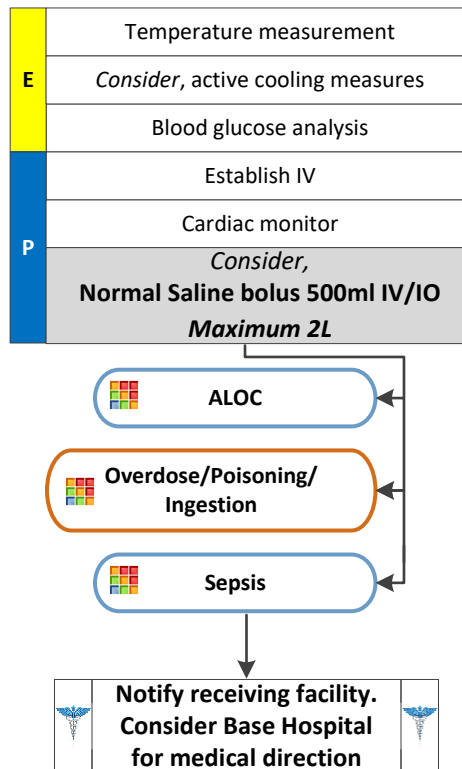 E
Temperature measurement
Consider, active cooling measures
Blood glucose analysis
P
Establish IV
Cardiac monitor
Consider,
Normal Saline bolus 500ml IV/IO
Maximum 2L
ALOC
Overdose/Poisoning/
Ingestion
Sepsis
Notify receiving facility.
Consider Base Hospital
for medical direction